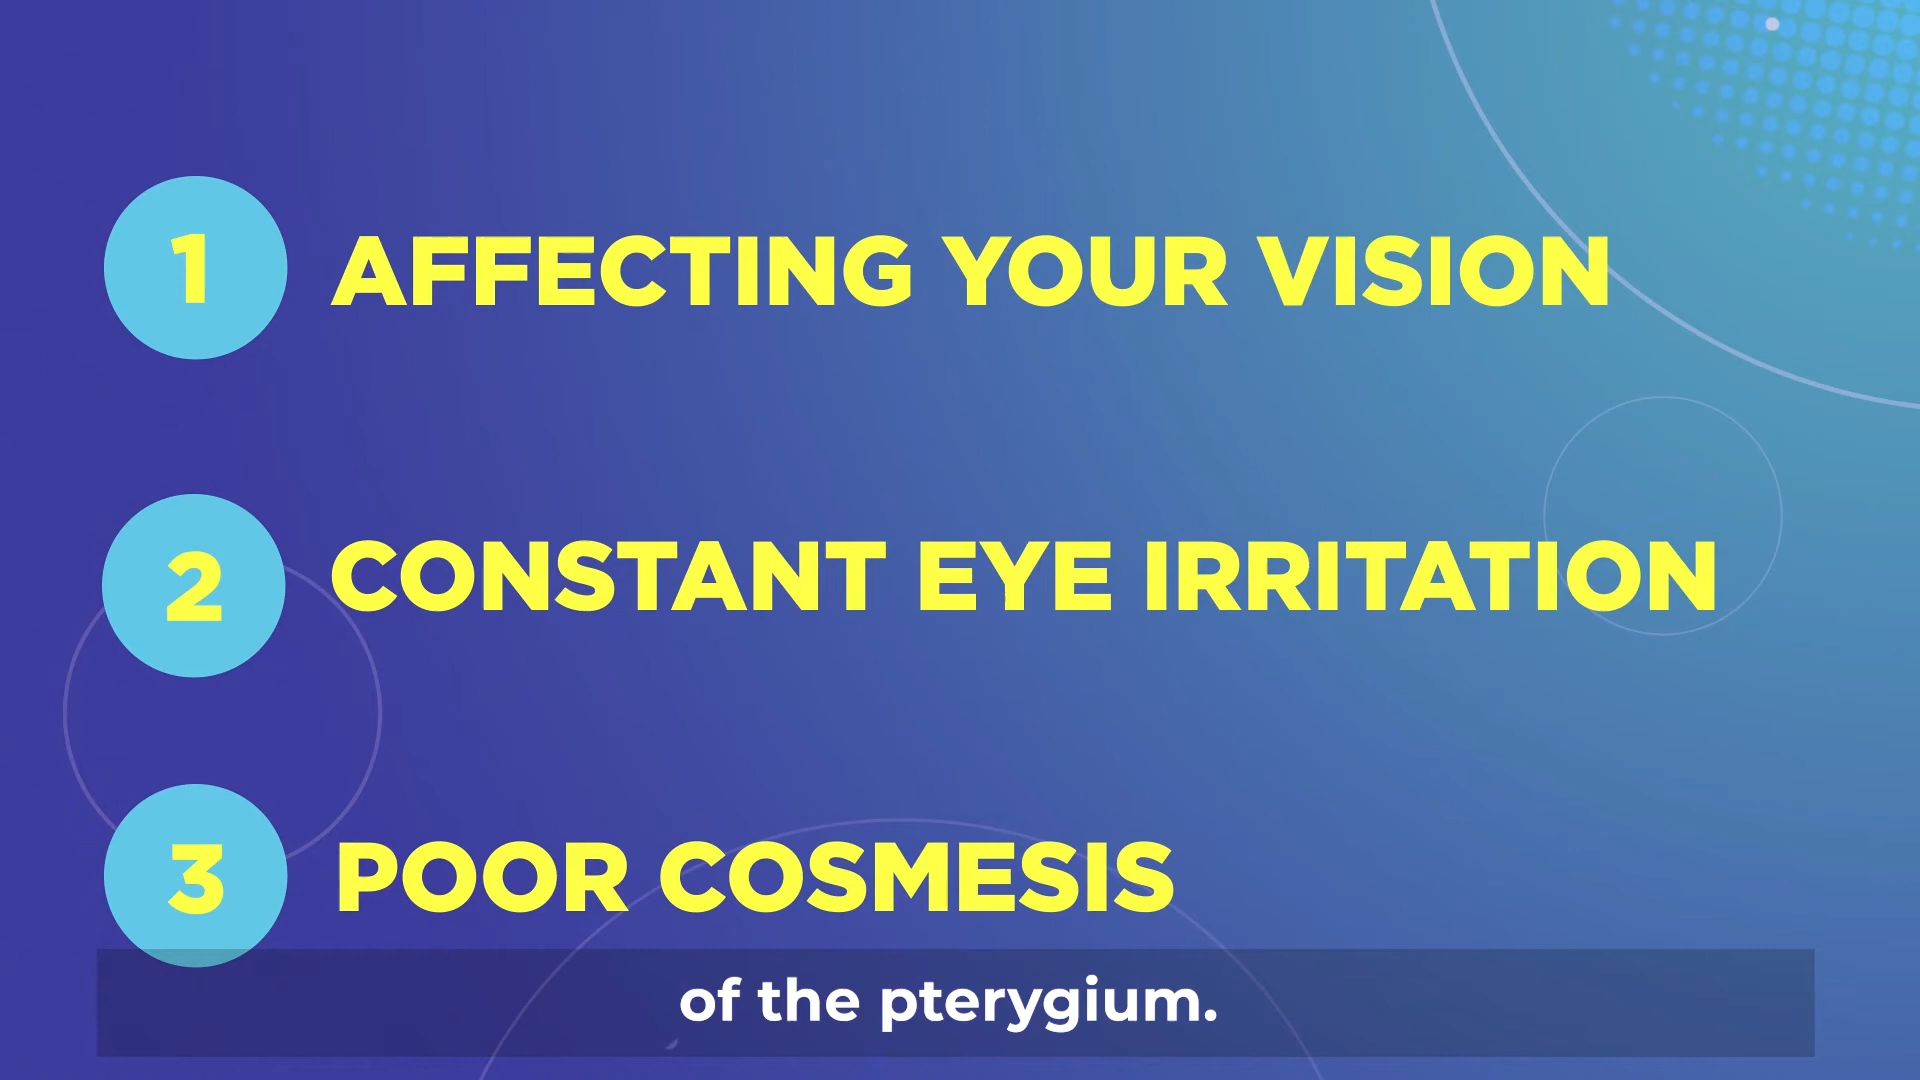 1 AFFECTING YOUR VISION
2 CONSTANT EYE IRRITATION
3 POOR COSMESIS
of the pterygium.